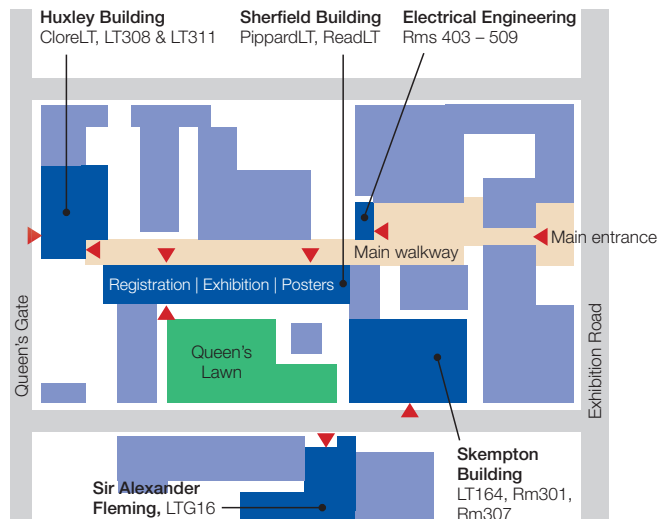 Huxley Building
CloreLT, LT308 & LT311
Sherfield Building
PippardLT, ReadLT
Electrical Engineering
Rms 403 – 509
Main entrance
Main walkway
Registration | Exhibition | Posters
Queen's Gate
Queen's
Lawn
Exhibition Road
Skempton
Building
LT164, Rm301,
Rm307
Sir Alexander
Fleming, LTG16